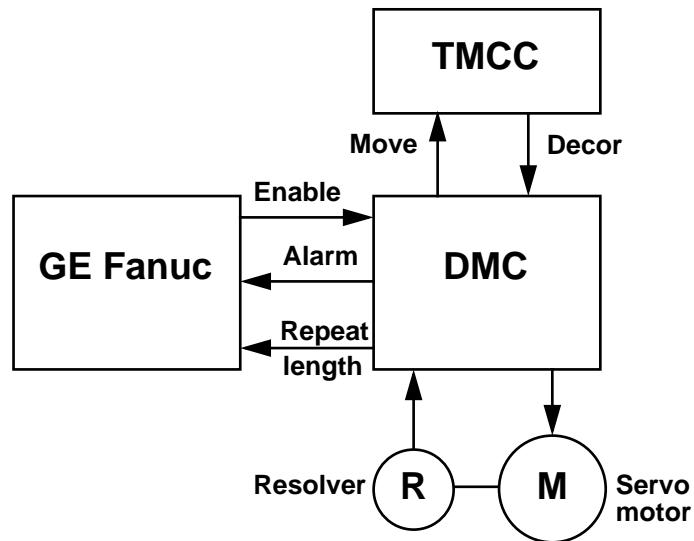 TMCC
Move
Decor
Enable
GE Fanuc
Alarm
DMC
Repeat
length
Resolver
R
M
Servo
motor